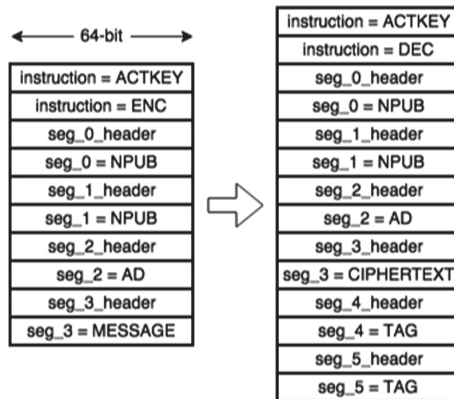 64-bit
instruction = ACTKEY
instruction = ENC
seg_0_header
seg_0 = NPUB
seg_1_header
seg_1 = NPUB
seg_2_header
seg_2 = AD
seg_3_header
seg_3 = MESSAGE
instruction = ACTKEY
instruction = DEC
seg_0_header
seg_0 = NPUB
seg_1_header
seg_1 = NPUB
seg_2_header
seg_2 = AD
seg_3_header
seg_3 = CIPHERTEXT
seg_4_header
seg_4 = TAG
seg_5_header
seg_5 = TAG